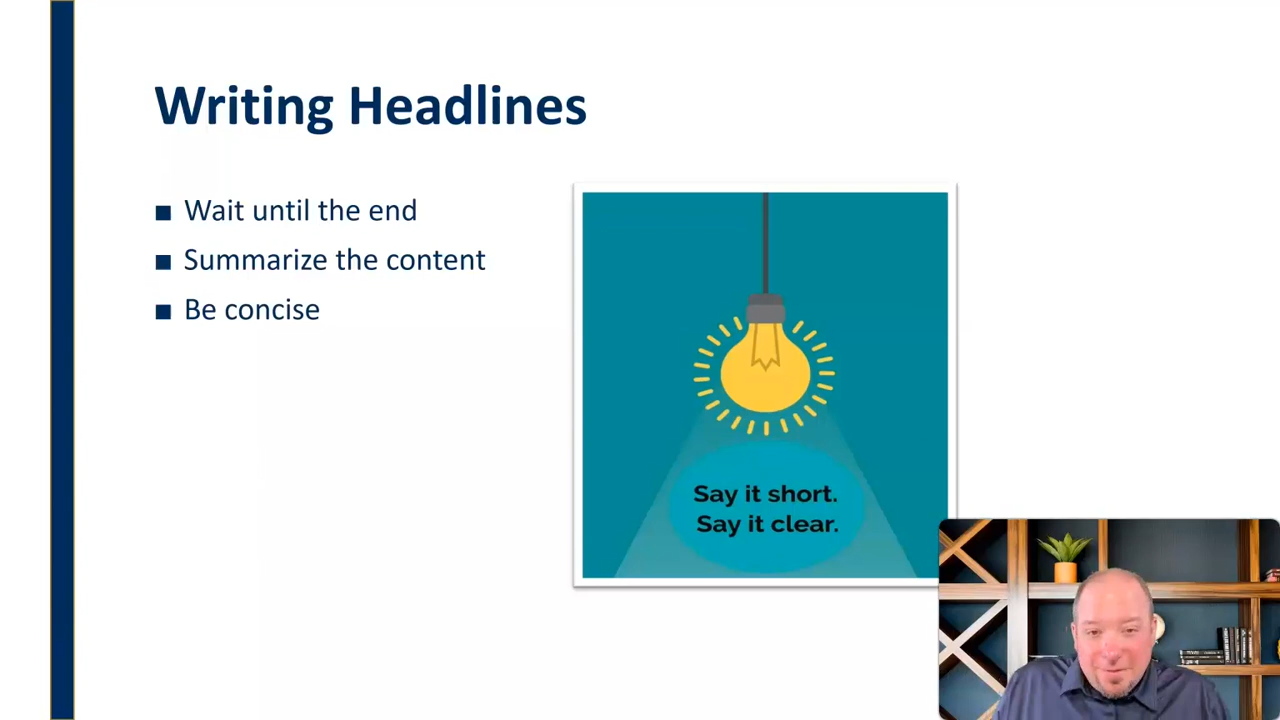 Writing Headlines
■ Wait until the end
■ Summarize the content
■ Be concise
Say it short.
Say it clear.